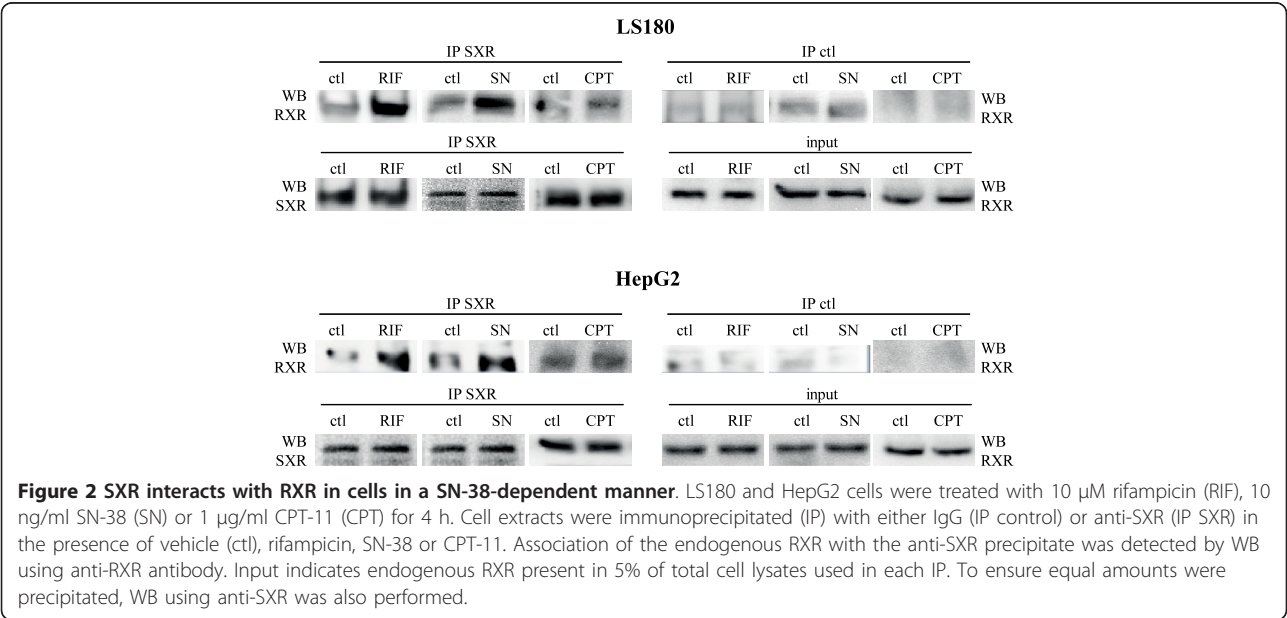 LS180
IP SXR IP ctl
ctl RIF ctl SN ctl CPT ctl RIF ctl SN ctl CPT
WB RXR WB RXR
IP SXR input
ctl RIF ctl SN ctl CPT ctl RIF ctl SN ctl CPT
WB SXR WB RXR
HepG2
IP SXR IP ctl
ctl RIF ctl SN ctl CPT ctl RIF ctl SN ctl CPT
WB RXR WB RXR
IP SXR input
ctl RIF ctl SN ctl CPT ctl RIF ctl SN ctl CPT
WB SXR WB RXR
Figure 2 SXR interacts with RXR in cells in a SN-38-dependent manner. LS180 and HepG2 cells were treated with 10 μM rifampicin (RIF), 10
ng/ml SN-38 (SN) or 1 μg/ml CPT-11 (CPT) for 4 h. Cell extracts were immunoprecipitated (IP) with either IgG (IP control) or anti-SXR (IP SXR) in
the presence of vehicle (ctl), rifampicin, SN-38 or CPT-11. Association of the endogenous RXR with the anti-SXR precipitate was detected by WB
using anti-RXR antibody. Input indicates endogenous RXR present in 5% of total cell lysates used in each IP. To ensure equal amounts were
precipitated, WB using anti-SXR was also performed.